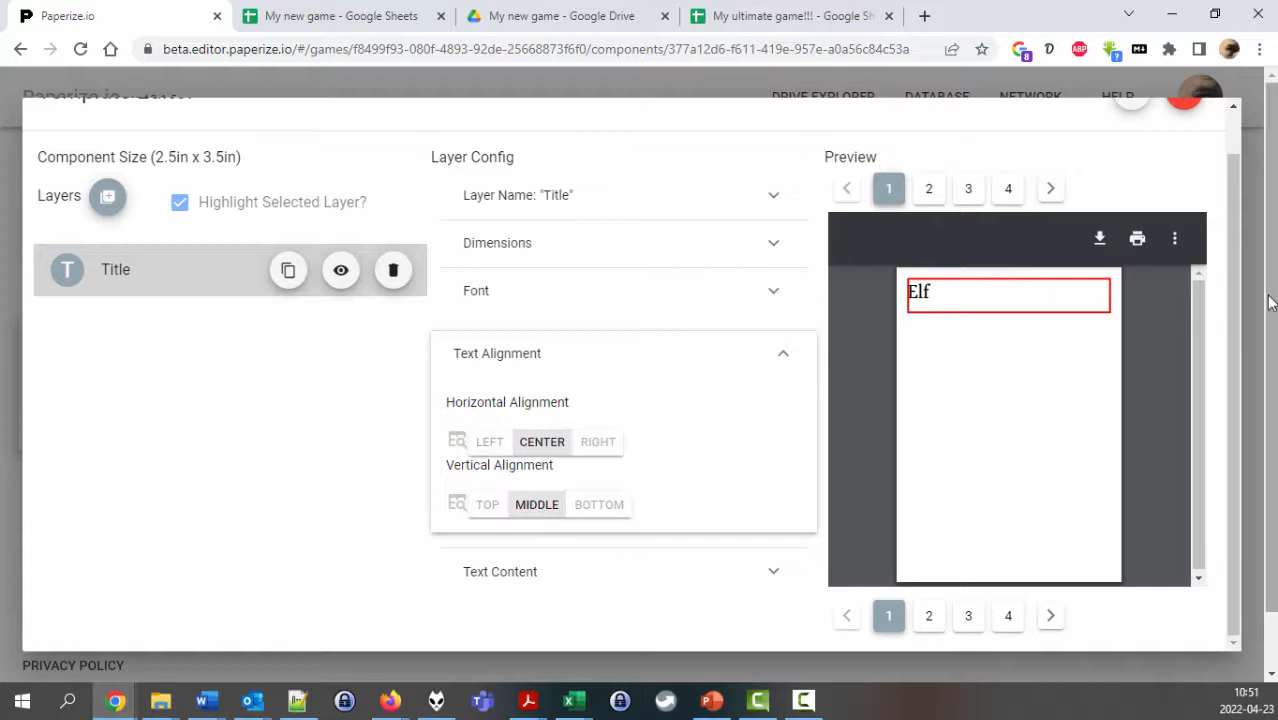 Paperize.io
My new game - Google Sheets
My new game - Google Drive
My ultimate game!!! - Google Sh
beta.editor.paperize.io/#/games/f8499f93-080f-4893-92de-25668873f6f0/components/377a12d6-f611-419e-957e-a0a56c84c53a
DRIVE EXPLORER DATABASE NETWORK HELP
Component Size (2.5in x 3.5in)
Layers
Highlight Selected Layer?
T Title
Layer Config
Layer Name: "Title"
Dimensions
Font
Text Alignment
Horizontal Alignment
LEFT CENTER RIGHT
Vertical Alignment
TOP MIDDLE BOTTOM
Text Content
Preview
1 2 3 4
Elf
1 2 3 4
PRIVACY POLICY
10:51
2022-04-23